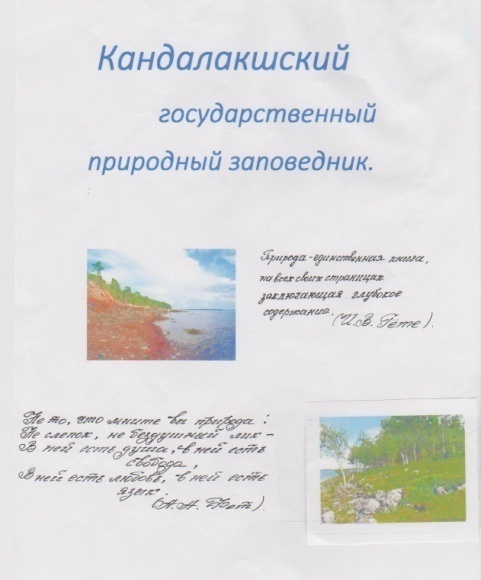 Кандалакшский
государственный
природный заповедник.
Природа-единственная книга,
на всех своих страницах
заключающая глубокое
содержание.
(И.В. Гёте).
Не то, что мните вы природа:
Не слепок, не бездушный лик-
В ней есть душа, в ней есть
свобода,
В ней есть любовь, в ней есть
язык.
(А.А. Фет).